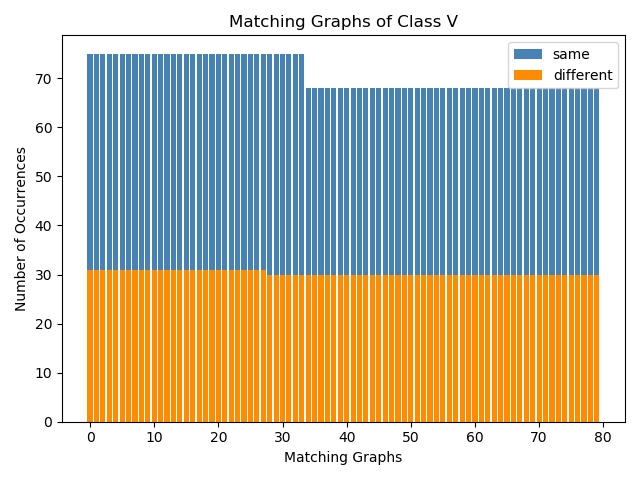 Matching Graphs of Class V
same
different
Number of Occurrences
70
60
50
40
30
20
10
0
0 10 20 30 40 50 60 70 80
Matching Graphs